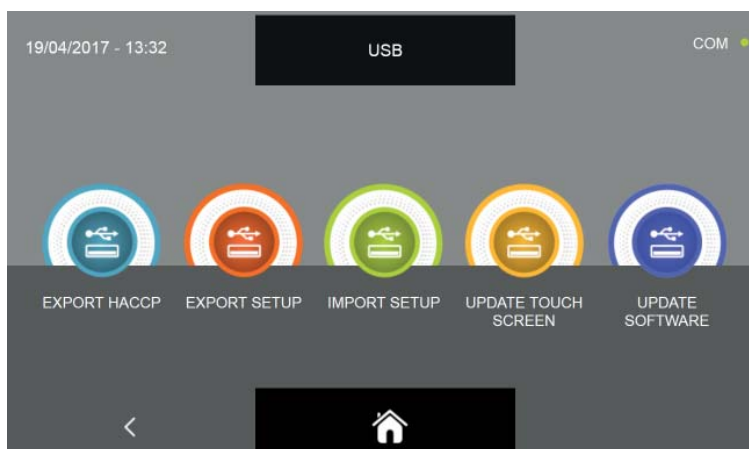 19/04/2017 - 13:32
USB
COM
EXPORT HACCP
EXPORT SETUP
IMPORT SETUP
UPDATE TOUCH
SCREEN
UPDATE
SOFTWARE